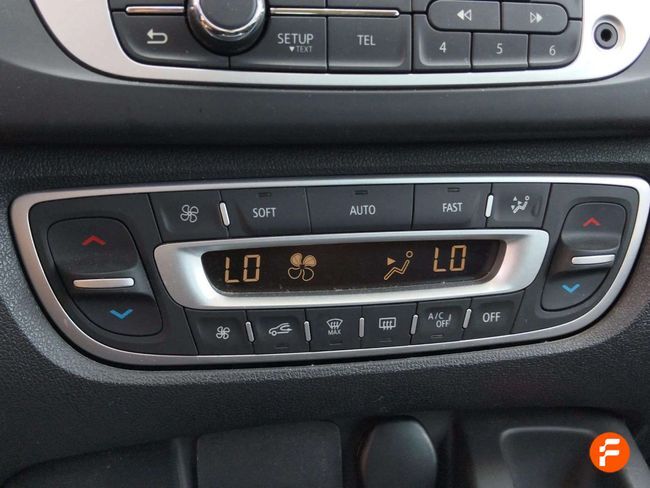 SETUP
▾TEXT
TEL
4
5
6
SOFT
AUTO
FAST
LO
LO
MAX
A/C
OFF
OFF
F